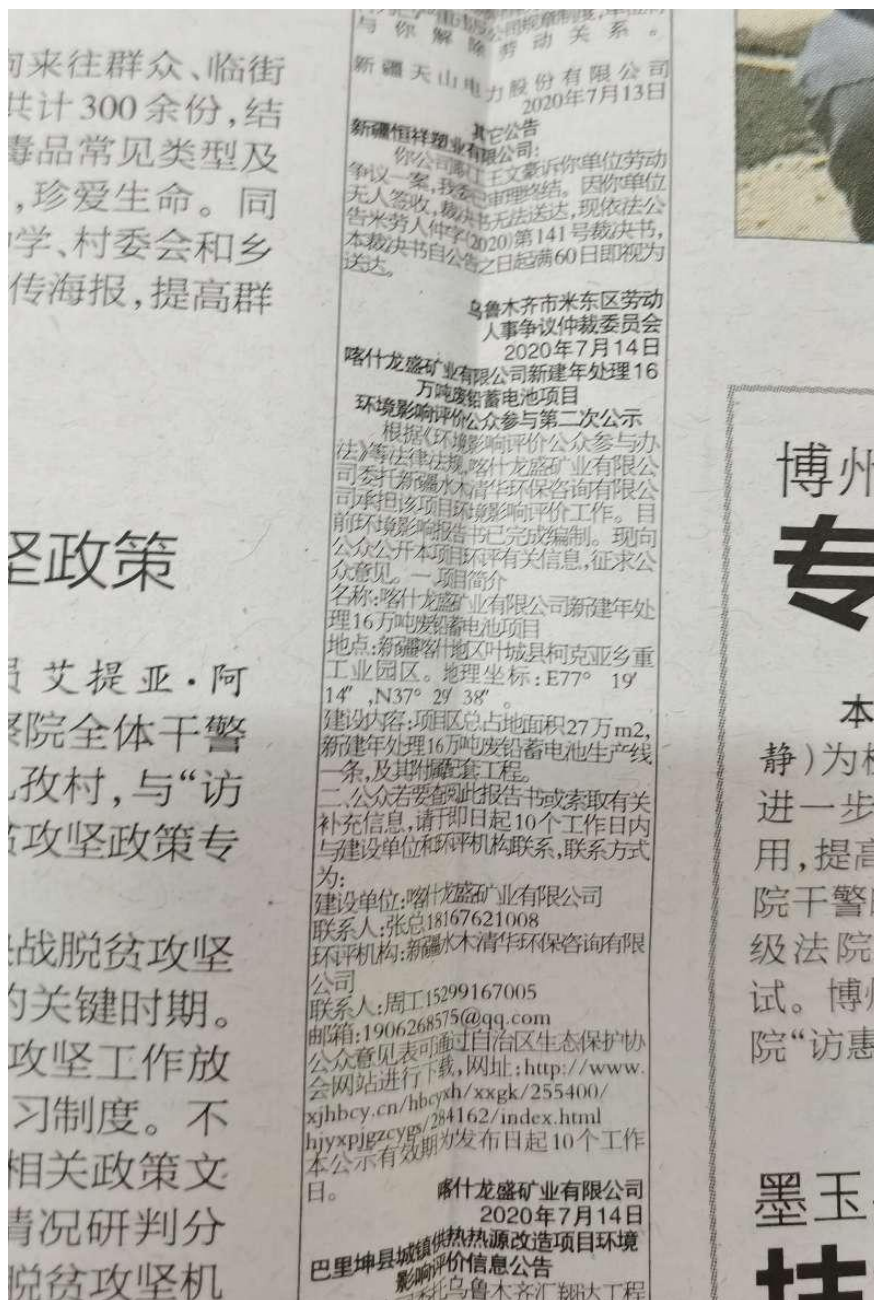 向来往群众、临街
共计300余份,结
毒品常见类型及
,珍爱生命。同
学、村委会和乡
传海报,提高群
坚政策
员 艾提亚·阿
察院全体干警
孜村,与“访
攻坚政策专
战脱贫攻坚
的关键时期。
攻坚工作放
习制度。不
相关政策文
情况研判分
脱贫攻坚机
与你解除劳动关系。
新疆天山电力股份有限公司
2020年7月13日
其它公告
新疆恒祥塑业有限公司:
你公司职工王文豪诉你单位劳动
争议一案,我委已审理终结。因你单位
无人签收,裁决书无法送达,现依法公
告米劳人仲字(2020)第141号裁决书,
本裁决书自公告之日起满60日即视为
送达。
乌鲁木齐市米东区劳动
人事争议仲裁委员会
2020年7月14日
喀什龙盛矿业有限公司新建年处理16
万吨废铅蓄电池项目
环境影响评价公众参与第二次公示
根据《环境影响评价公众参与办
法》等法律法规,喀什龙盛矿业有限公
司委托新疆水木清华环保咨询有限公
司承担该项目环境影响评价工作。目
前环境影响报告书已完成编制。现向
公众公开本项目环评有关信息,征求公
众意见。一、项目简介
名称:喀什龙盛矿业有限公司新建年处
理16万吨废铅蓄电池项目
地点:新疆喀什地区叶城县柯克亚乡重
工业园区。地理坐标:E77° 19′
14″ ,N37° 29′ 38″。
建设内容:项目区总占地面积27万m2,
新建年处理16万吨废铅蓄电池生产线
一条,及其附属配套工程。
二、公众若要查阅此报告书或索取有关
补充信息,请于即日起10个工作日内
与建设单位和环评机构联系,联系方式
为:
建设单位:喀什龙盛矿业有限公司
联系人:张总18167621008
环评机构:新疆水木清华环保咨询有限
公司
联系人:周工15299167005
邮箱:1906268575@qq.com
公众意见表可通过自治区生态保护协
会网站进行下载,网址:http://www.
xjhbcy.cn/hbcyxh/xxgk/255400/
hjyxpjgzcygs/284162/index.html
本公示有效期为发布日起10个工作
日。
喀什龙盛矿业有限公司
2020年7月14日
巴里坤县城镇供热热源改造项目环境
影响评价信息公告
托乌鲁木齐汇翔达工程
博州
专
本
静)为
进一步
用,提高
院干警
级法院
试。博州
院“访惠
墨玉